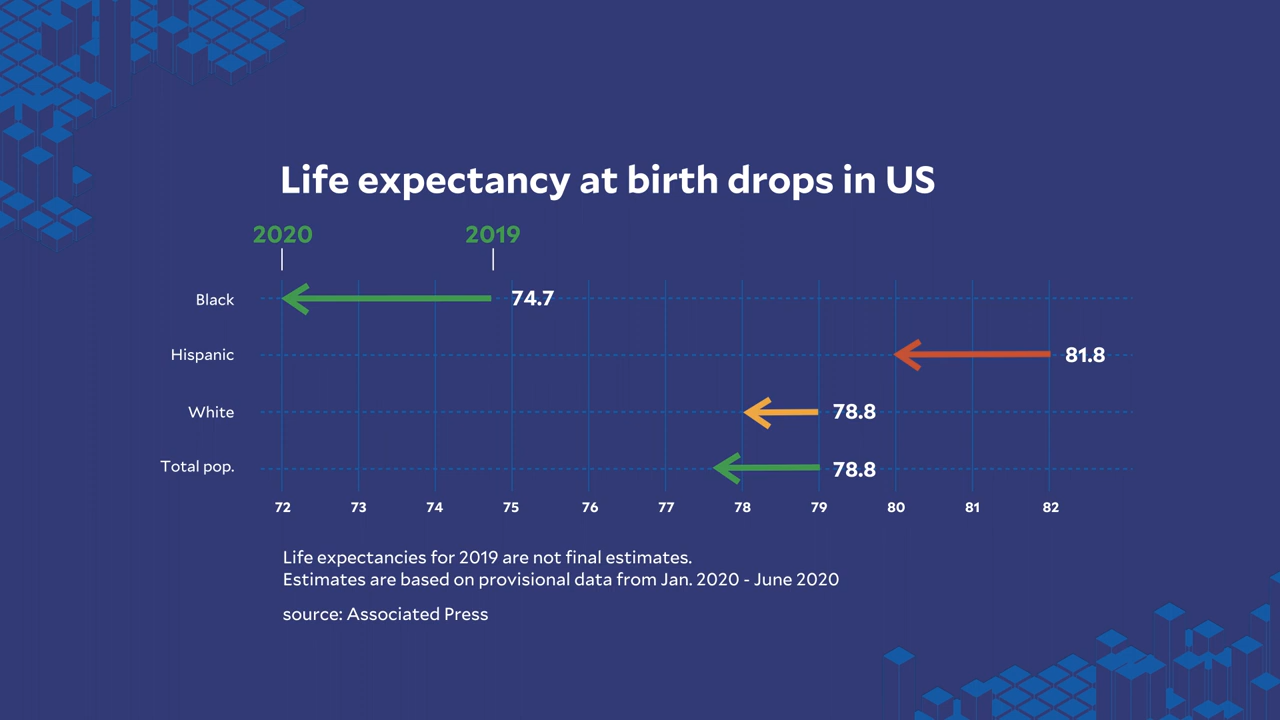 Life expectancy at birth drops in US
2020 2019
Black 74.7
Hispanic 81.8
White 78.8
Total pop. 78.8
72 73 74 75 76 77 78 79 80 81 82
Life expectancies for 2019 are not final estimates.
Estimates are based on provisional data from Jan. 2020 - June 2020
source: Associated Press